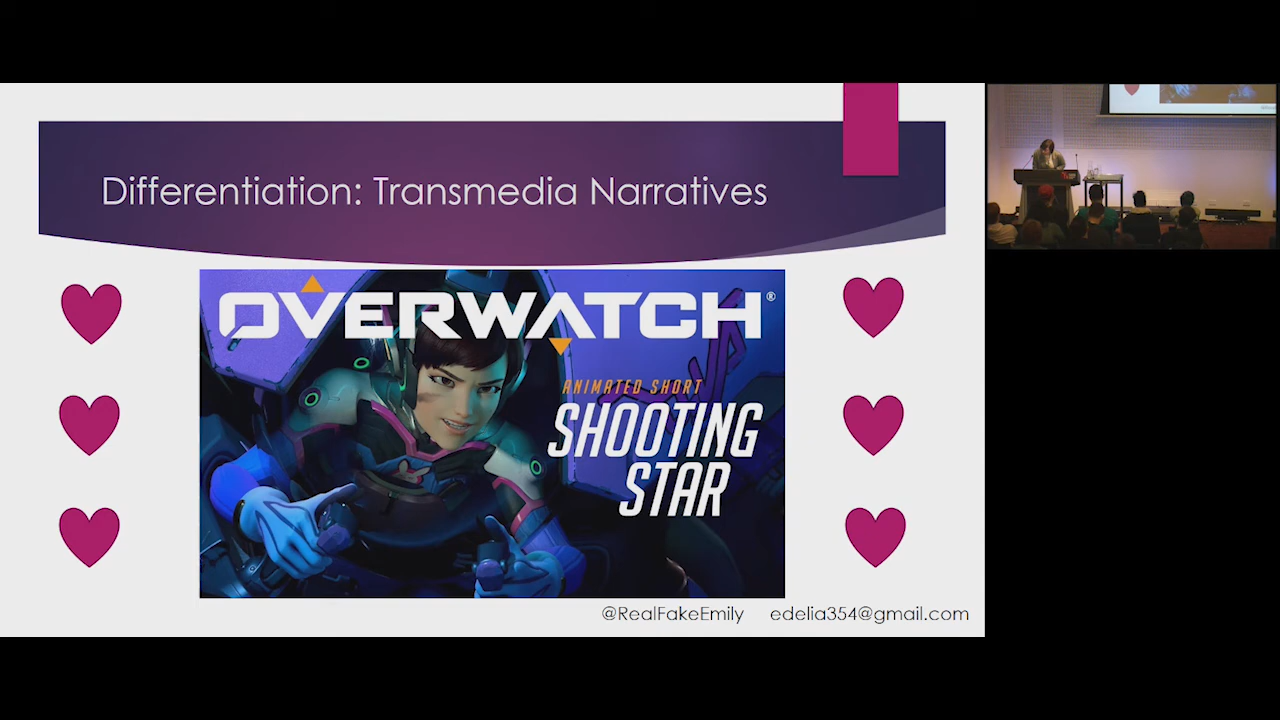 Differentiation: Transmedia Narratives
OVERWATCH®
ANIMATED SHORT
SHOOTING
STAR
@RealFakeEmily edelia354@gmail.com